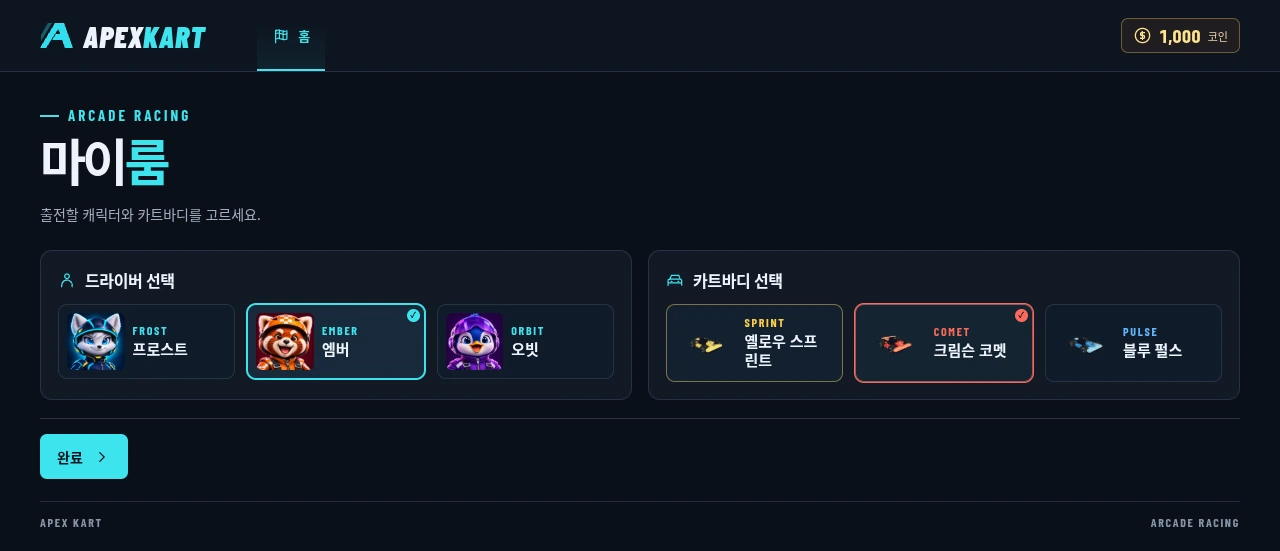 APEXKART
홈
1,000 코인
ARCADE RACING
마이룸
출전할 캐릭터와 카트바디를 고르세요.
드라이버 선택
FROST
프로스트
EMBER
엠버
ORBIT
오빗
카트바디 선택
SPRINT
옐로우 스프
린트
COMET
크림슨 코멧
PULSE
블루 펄스
완료
APEX KART
ARCADE RACING